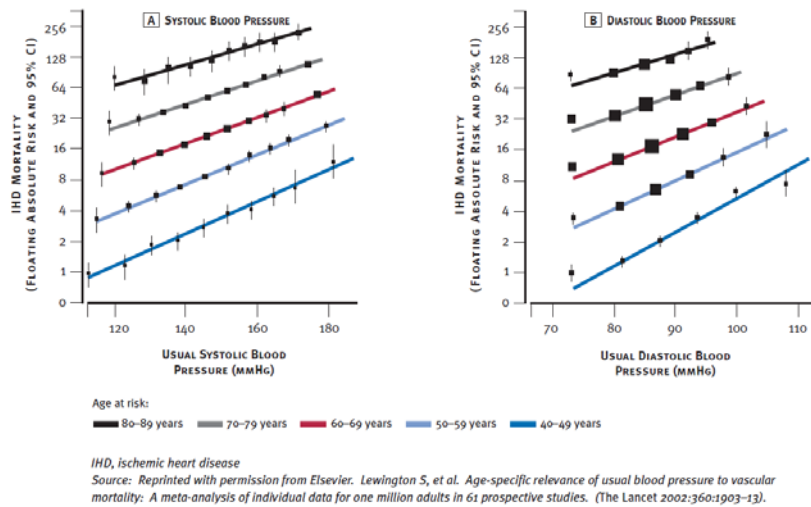 A Systolic Blood Pressure
IHD Mortality
(Floating Absolute Risk and 95% CI)
256
128
64
32
16
8
4
2
1
0
120
140
160
180
Usual Systolic Blood
Pressure (mmHg)
B Diastolic Blood Pressure
IHD Mortality
(Floating Absolute Risk and 95% CI)
256
128
64
32
16
8
4
2
1
0
70
80
90
100
110
Usual Diastolic Blood
Pressure (mmHg)
Age at risk:
80–89 years 70–79 years 60–69 years 50–59 years 40–49 years
IHD, ischemic heart disease
Source: Reprinted with permission from Elsevier. Lewington S, et al. Age-specific relevance of usual blood pressure to vascular
mortality: A meta-analysis of individual data for one million adults in 61 prospective studies. (The Lancet 2002:360:1903–13).